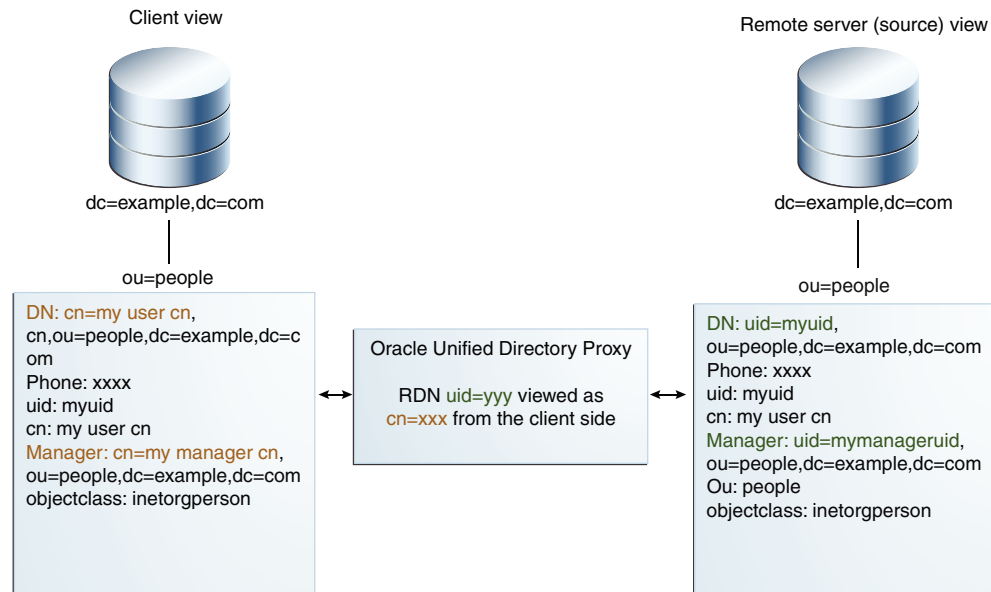 Client view
dc=example,dc=com
ou=people
DN: cn=my user cn,
cn,ou=people,dc=example,dc=c
om
Phone: xxxx
uid: myuid
cn: my user cn
Manager: cn=my manager cn,
ou=people,dc=example,dc=com
objectclass: inetorgperson
Oracle Unified Directory Proxy
RDN uid=yyy viewed as
cn=xxx from the client side
Remote server (source) view
dc=example,dc=com
ou=people
DN: uid=myuid,
ou=people,dc=example,dc=com
Phone: xxxx
uid: myuid
cn: my user cn
Manager: uid=mymanageruid,
ou=people,dc=example,dc=com
Ou: people
objectclass: inetorgperson